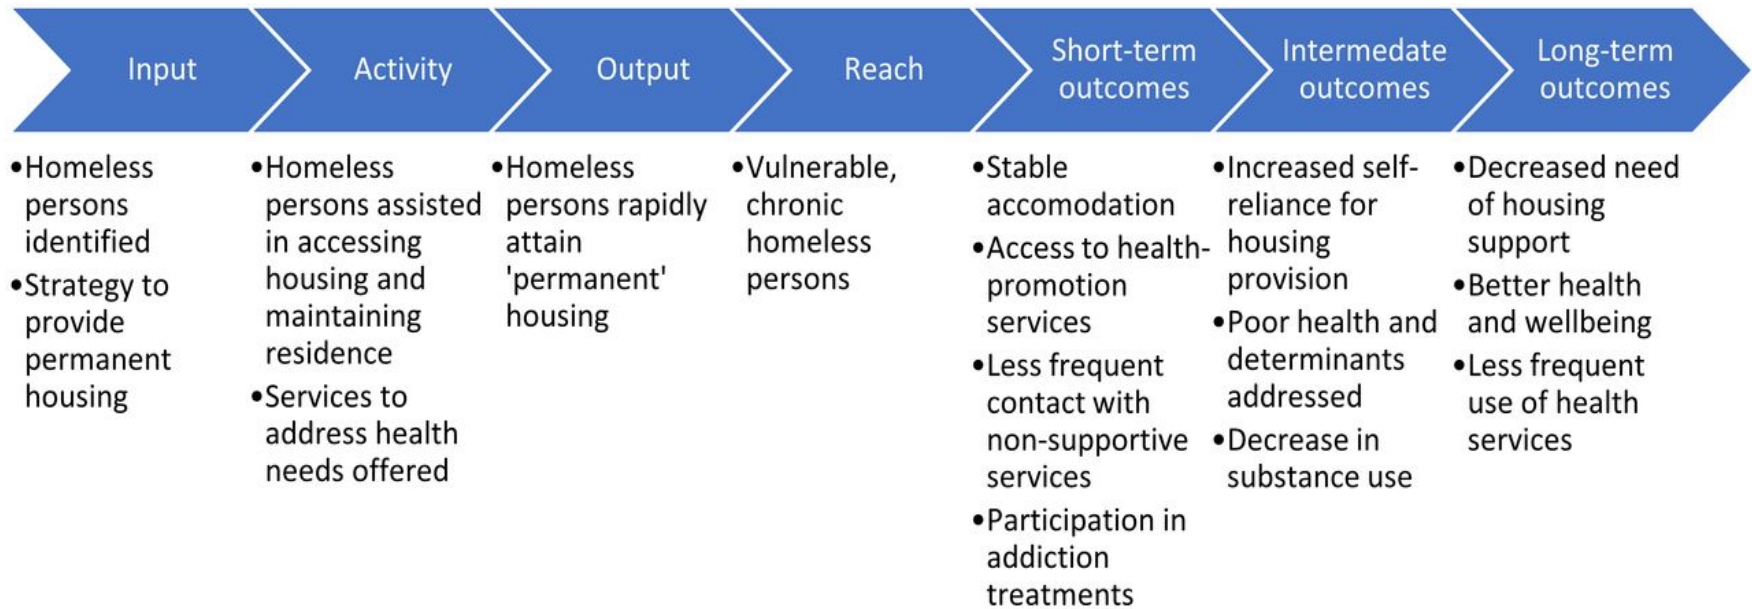 Input
Activity
Output
Reach
Short-term
outcomes
Intermedate
outcomes
Long-term
outcomes
•Homeless
persons
identified
•Strategy to
provide
permanent
housing
•Homeless
persons assisted
in accessing
housing and
maintaining
residence
•Services to
address health
needs offered
•Homeless
persons rapidly
attain
'permanent'
housing
•Vulnerable,
chronic
homeless
persons
•Stable
accomodation
•Access to health-
promotion
services
•Less frequent
contact with
non-supportive
services
•Participation in
addiction
treatments
•Increased self-
reliance for
housing
provision
•Poor health and
determinants
addressed
•Decrease in
substance use
•Decreased need
of housing
support
•Better health
and wellbeing
•Less frequent
use of health
services